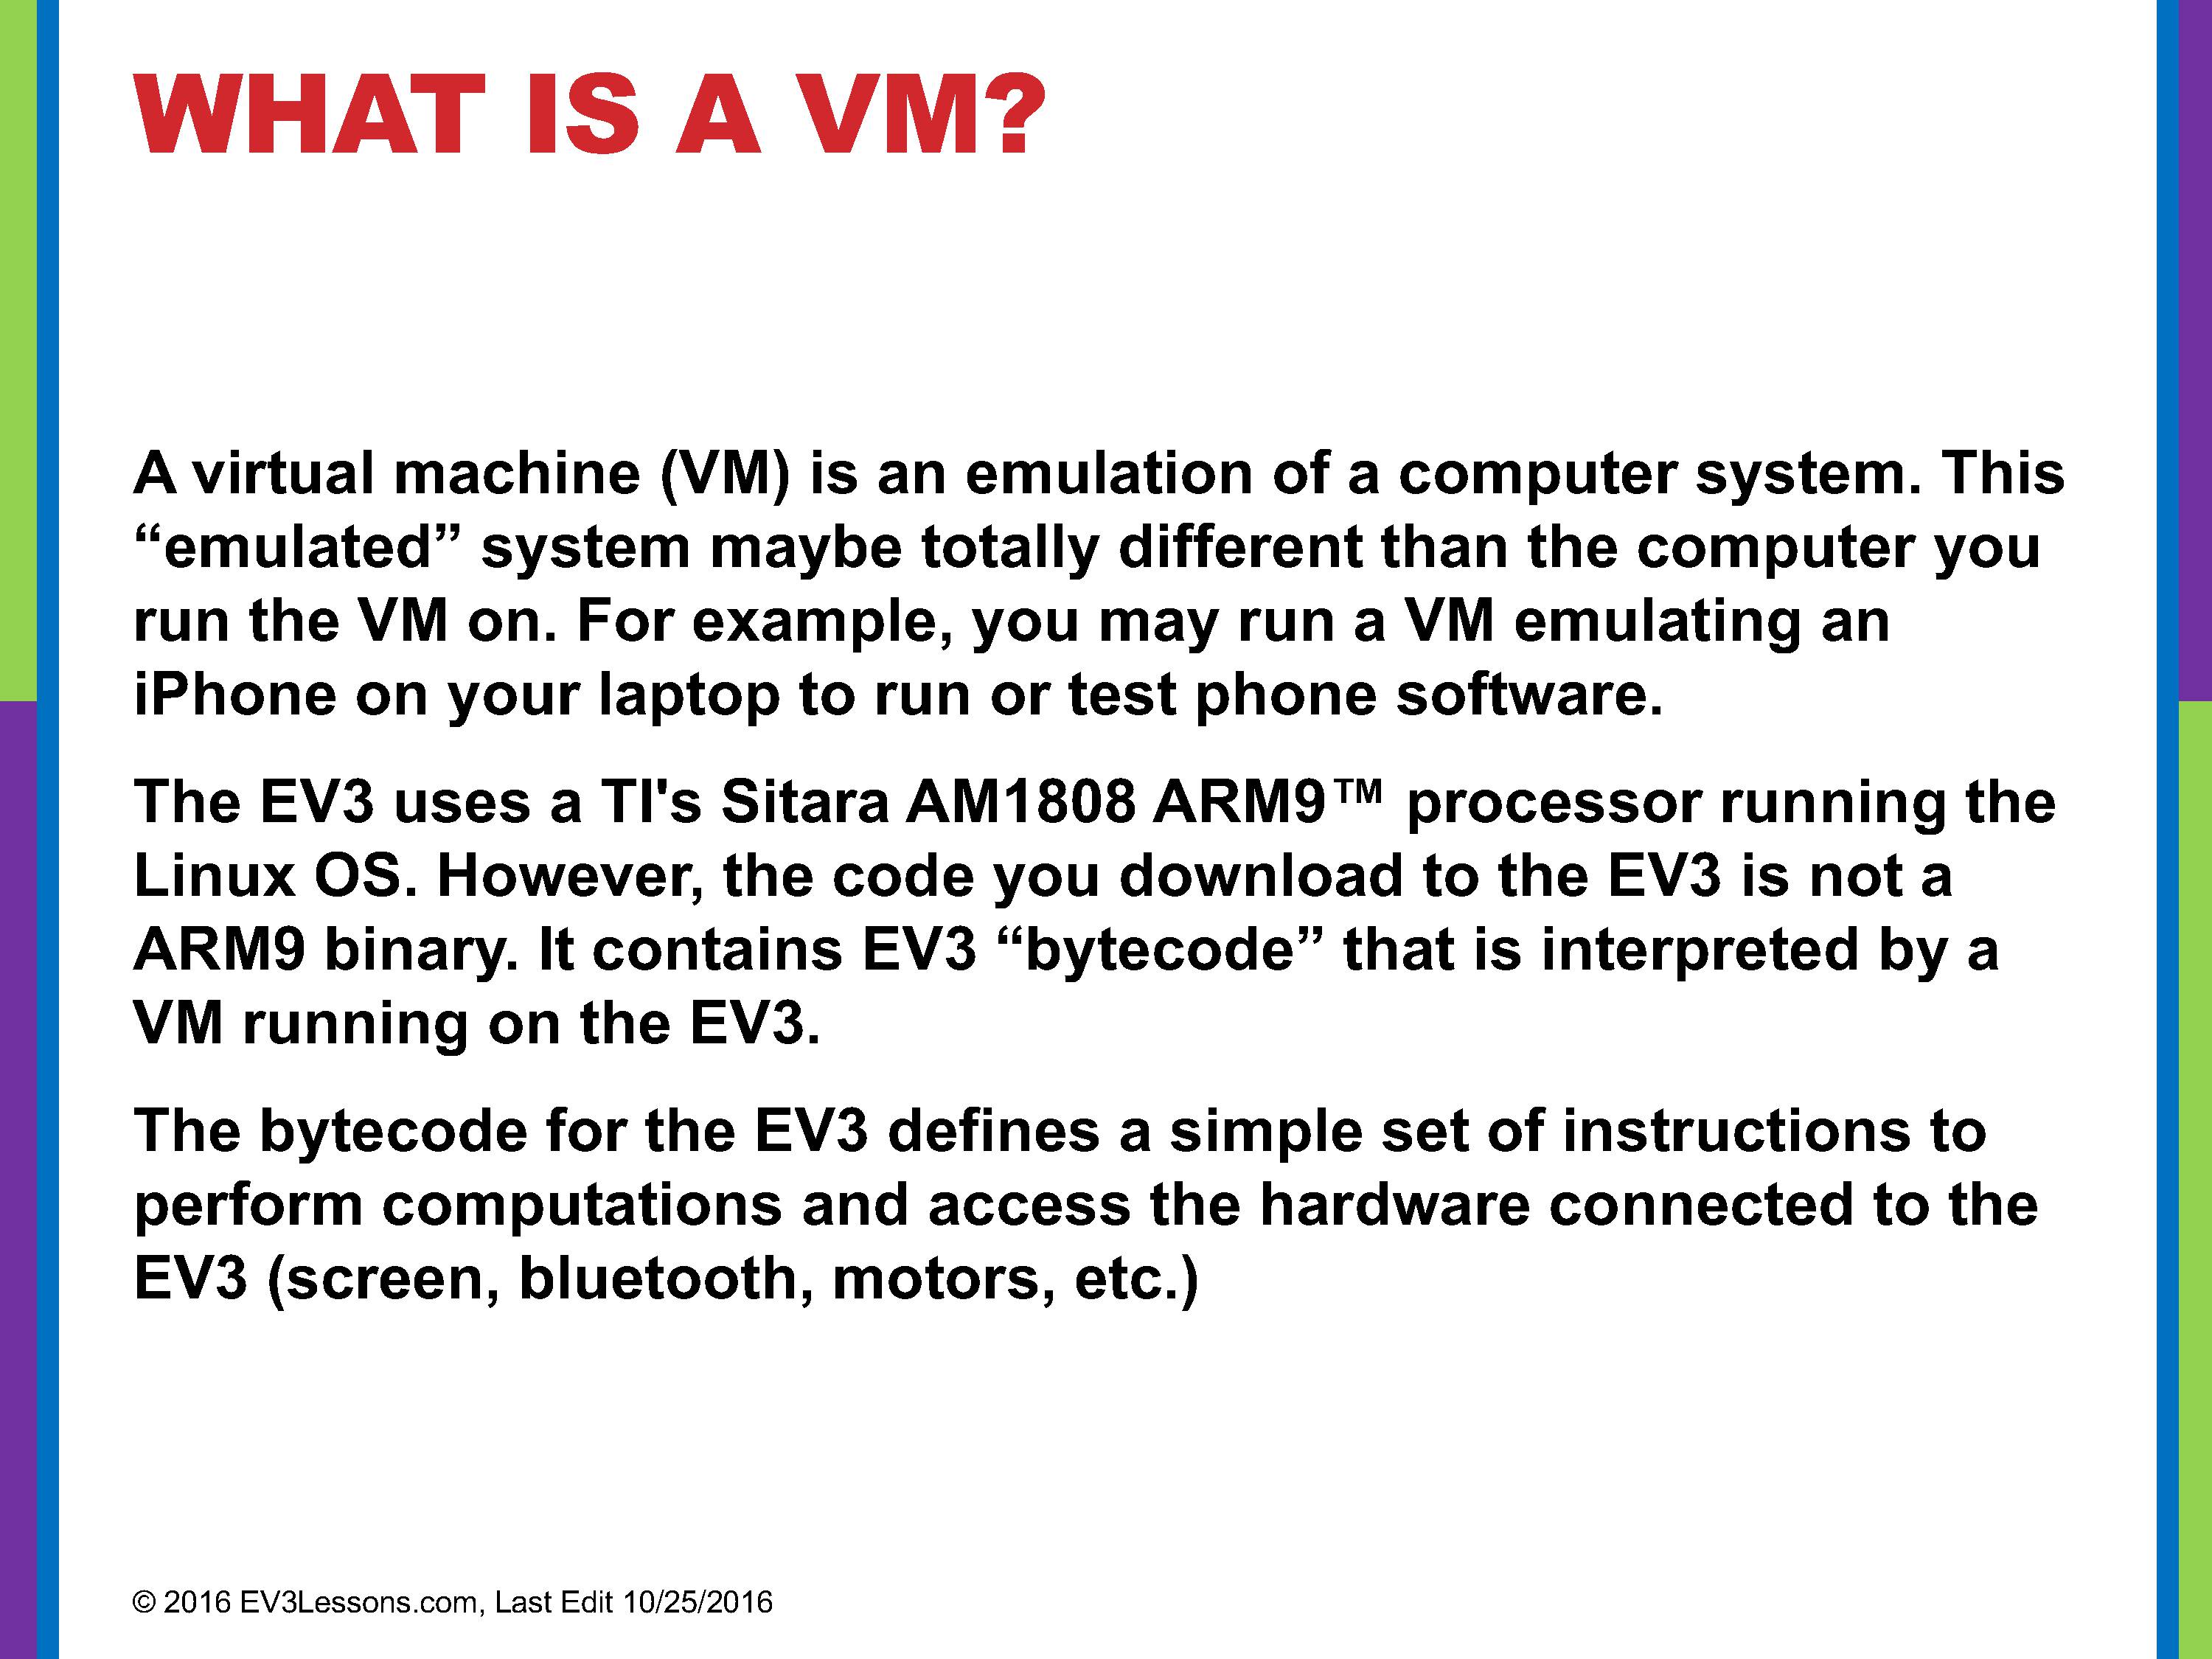 WHAT IS A VM?
A virtual machine (VM) is an emulation of a computer system. This
“emulated” system maybe totally different than the computer you
run the VM on. For example, you may run a VM emulating an
iPhone on your laptop to run or test phone software.
The EV3 uses a TI's Sitara AM1808 ARM9™ processor running the
Linux OS. However, the code you download to the EV3 is not a
ARM9 binary. It contains EV3 “bytecode” that is interpreted by a
VM running on the EV3.
The bytecode for the EV3 defines a simple set of instructions to
perform computations and access the hardware connected to the
EV3 (screen, bluetooth, motors, etc.)
© 2016 EV3Lessons.com, Last Edit 10/25/2016